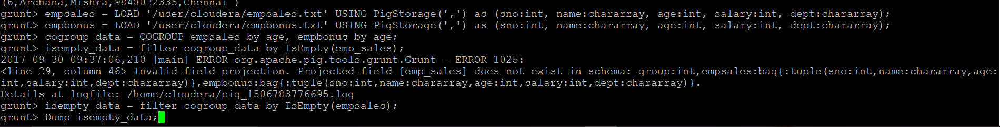 (6,Archana,Mishra,9848022335,Chennai )
grunt> empsales = LOAD '/user/cloudera/empsales.txt' USING PigStorage(',') as (sno:int, name:chararray, age:int, salary:int, dept:chararray);
grunt> empbonus = LOAD '/user/cloudera/empbonus.txt' USING PigStorage(',') as (sno:int, name:chararray, age:int, salary:int, dept:chararray);
grunt> cogroup_data = COGROUP empsales by age, empbonus by age;
grunt> isempty_data = filter cogroup_data by IsEmpty(emp_sales);
2017-09-30 09:37:06,210 [main] ERROR org.apache.pig.tools.grunt.Grunt - ERROR 1025:
<line 29, column 46> Invalid field projection. Projected field [emp_sales] does not exist in schema: group:int,empsales:bag{:tuple(sno:int,name:chararray,age:
int,salary:int,dept:chararray)},empbonus:bag{:tuple(sno:int,name:chararray,age:int,salary:int,dept:chararray)}.
Details at logfile: /home/cloudera/pig_1506783776695.log
grunt> isempty_data = filter cogroup_data by IsEmpty(empsales);
grunt> Dump isempty_data;